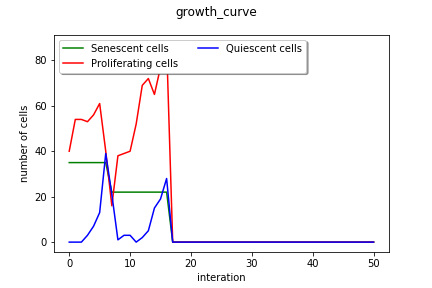 growth_curve
Senescent cells
Proliferating cells
Quiescent cells
number of cells
80
60
40
20
0
0 10 20 30 40 50
interation